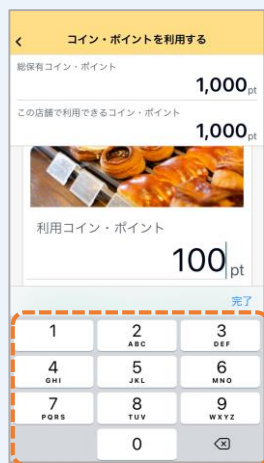 コイン・ポイントを利用する
総保有コイン・ポイント
1,000pt
この店舗で利用できるコイン・ポイント
1,000pt
利用コイン・ポイント
100pt
完了
1 2 3
ABC DEF
4 5 6
GHI JKL MNO
7 8 9
PQRS TUV WXYZ
0